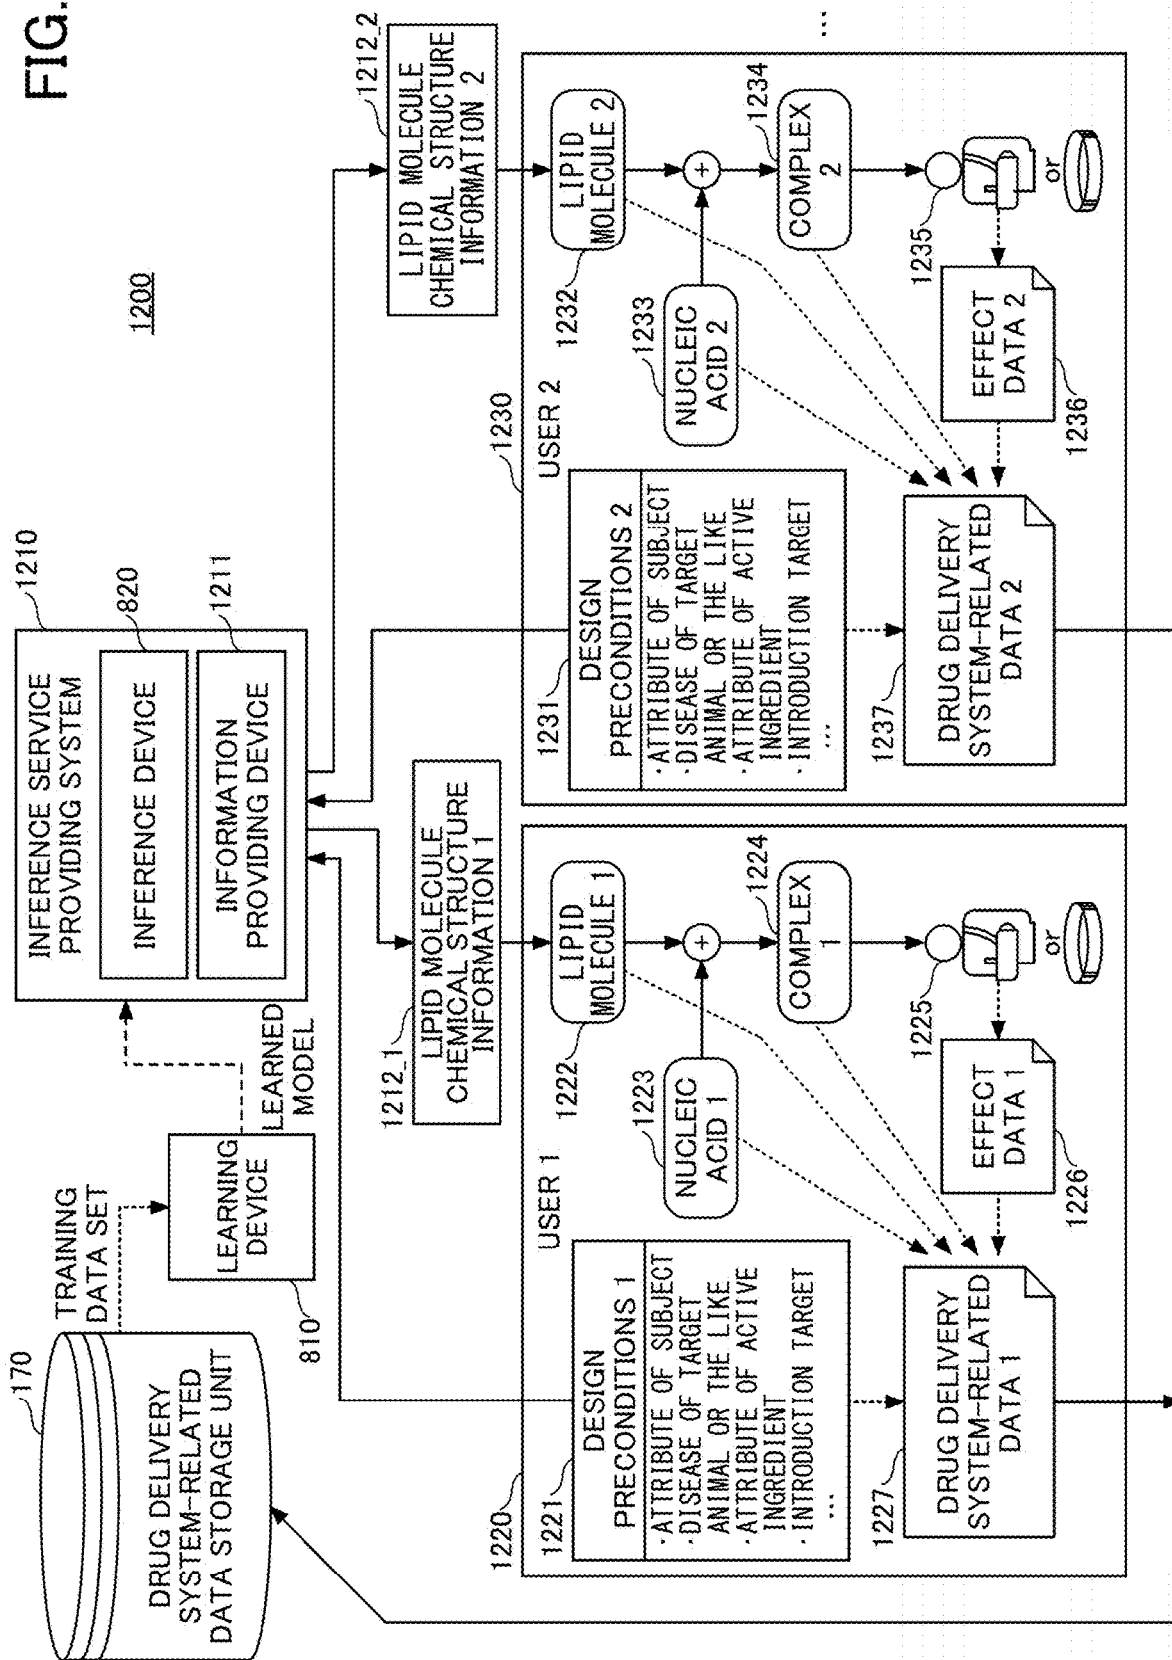 FIG.
1200
170
DRUG DELIVERY
SYSTEM-RELATED
DATA STORAGE UNIT
TRAINING
DATA SET
LEARNING
DEVICE
810
LEARNED
MODEL
1210
INFERENCE SERVICE
PROVIDING SYSTEM
820
INFERENCE DEVICE
1211
INFORMATION
PROVIDING DEVICE
1212_1
LIPID MOLECULE
CHEMICAL STRUCTURE
INFORMATION 1
1212_2
LIPID MOLECULE
CHEMICAL STRUCTURE
INFORMATION 2
1220
USER 1
1221
DESIGN
PRECONDITIONS 1
・ATTRIBUTE OF SUBJECT
・DISEASE OF TARGET
ANIMAL OR THE LIKE
・ATTRIBUTE OF ACTIVE
INGREDIENT
・INTRODUCTION TARGET
...
1222
LIPID
MOLECULE 1
1223
NUCLEIC
ACID 1
+
1224
COMPLEX
1
1225
or
EFFECT
DATA 1
1226
1227
DRUG DELIVERY
SYSTEM-RELATED
DATA 1
1230
USER 2
1231
DESIGN
PRECONDITIONS 2
・ATTRIBUTE OF SUBJECT
・DISEASE OF TARGET
ANIMAL OR THE LIKE
・ATTRIBUTE OF ACTIVE
INGREDIENT
・INTRODUCTION TARGET
...
1232
LIPID
MOLECULE 2
1233
NUCLEIC
ACID 2
+
1234
COMPLEX
2
1235
or
EFFECT
DATA 2
1236
1237
DRUG DELIVERY
SYSTEM-RELATED
DATA 2
...